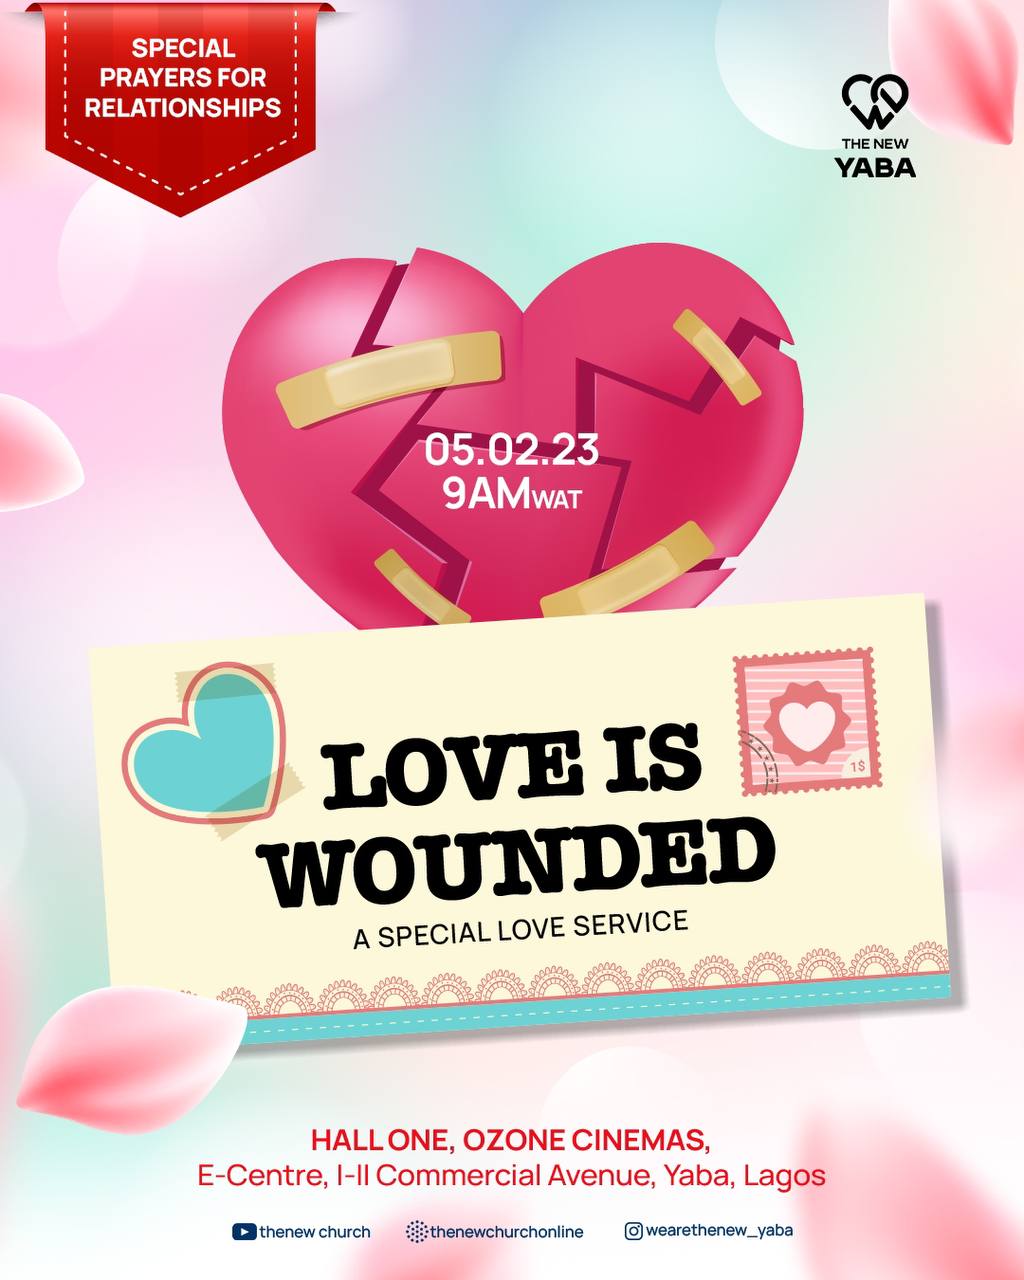 SPECIAL
PRAYERS FOR
RELATIONSHIPS
THE NEW
YABA
05.02.23
9AMWAT
1$
LOVE IS
WOUNDED
A SPECIAL LOVE SERVICE
HALL ONE, OZONE CINEMAS,
E-Centre, I-II Commercial Avenue, Yaba, Lagos
thenew church
thenewchurchonline
wearethenew_yaba